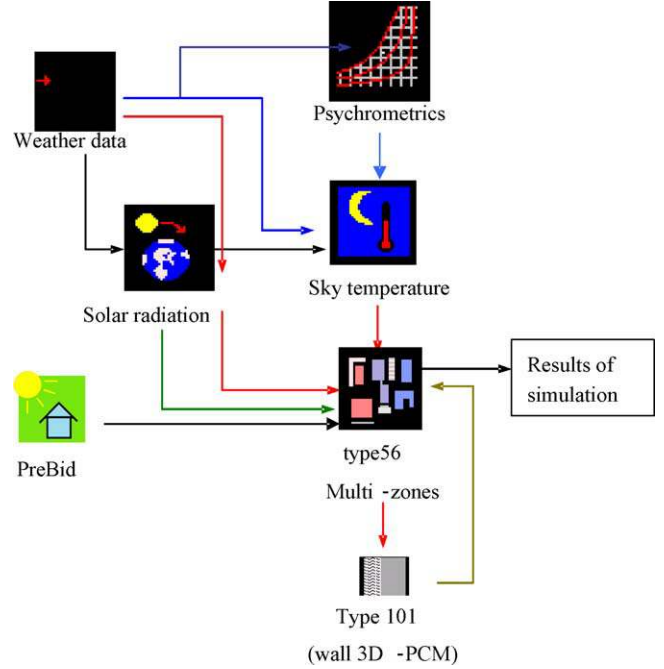 Psychrometrics
Weather data
Sky temperature
Solar radiation
Results of
simulation
type56
PreBid
Multi -zones
Type 101
(wall 3D -PCM)